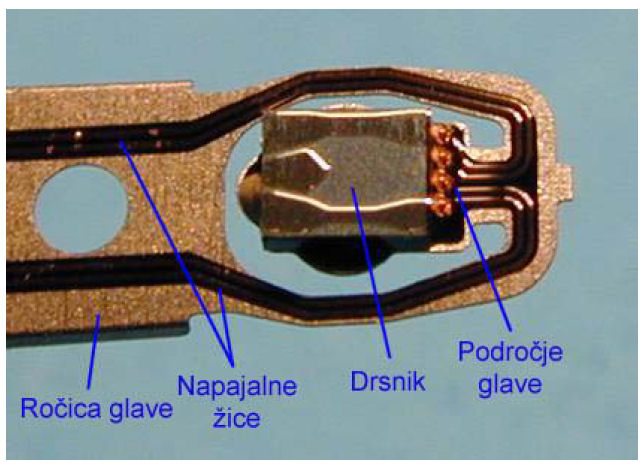 Ročica glave
Napajalne
žice
Drsnik
Področje
glave